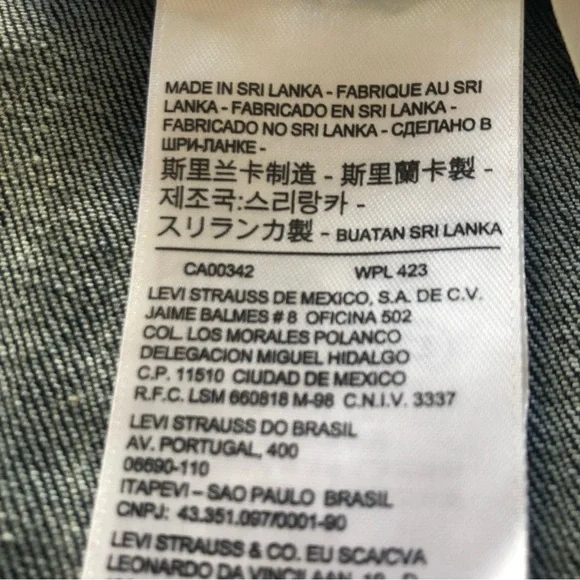 MADE IN SRI LANKA - FABRIQUE AU SRI
LANKA - FABRICADO EN SRI LANKA -
FABRICADO NO SRI LANKA - СДЕЛАНО В
ШРИ-ЛАНКЕ -
斯里兰卡制造 - 斯里蘭卡製 -
제조국:스리랑카 -
スリランカ製 - BUATAN SRI LANKA
CA00342 WPL 423
LEVI STRAUSS DE MEXICO, S.A. DE C.V.
JAIME BALMES # 8 OFICINA 502
COL. LOS MORALES POLANCO
DELEGACION MIGUEL HIDALGO
C.P. 11510 CIUDAD DE MEXICO
R.F.C. LSM 660818 M-98 C.N.I.V. 3337
LEVI STRAUSS DO BRASIL
AV. PORTUGAL, 400
06690-110
ITAPEVI – SAO PAULO BRASIL
CNPJ: 43.351.097/0001-90
LEVI STRAUSS & CO. EU SCA/CVA
LEONARDO DA VINCILAAN